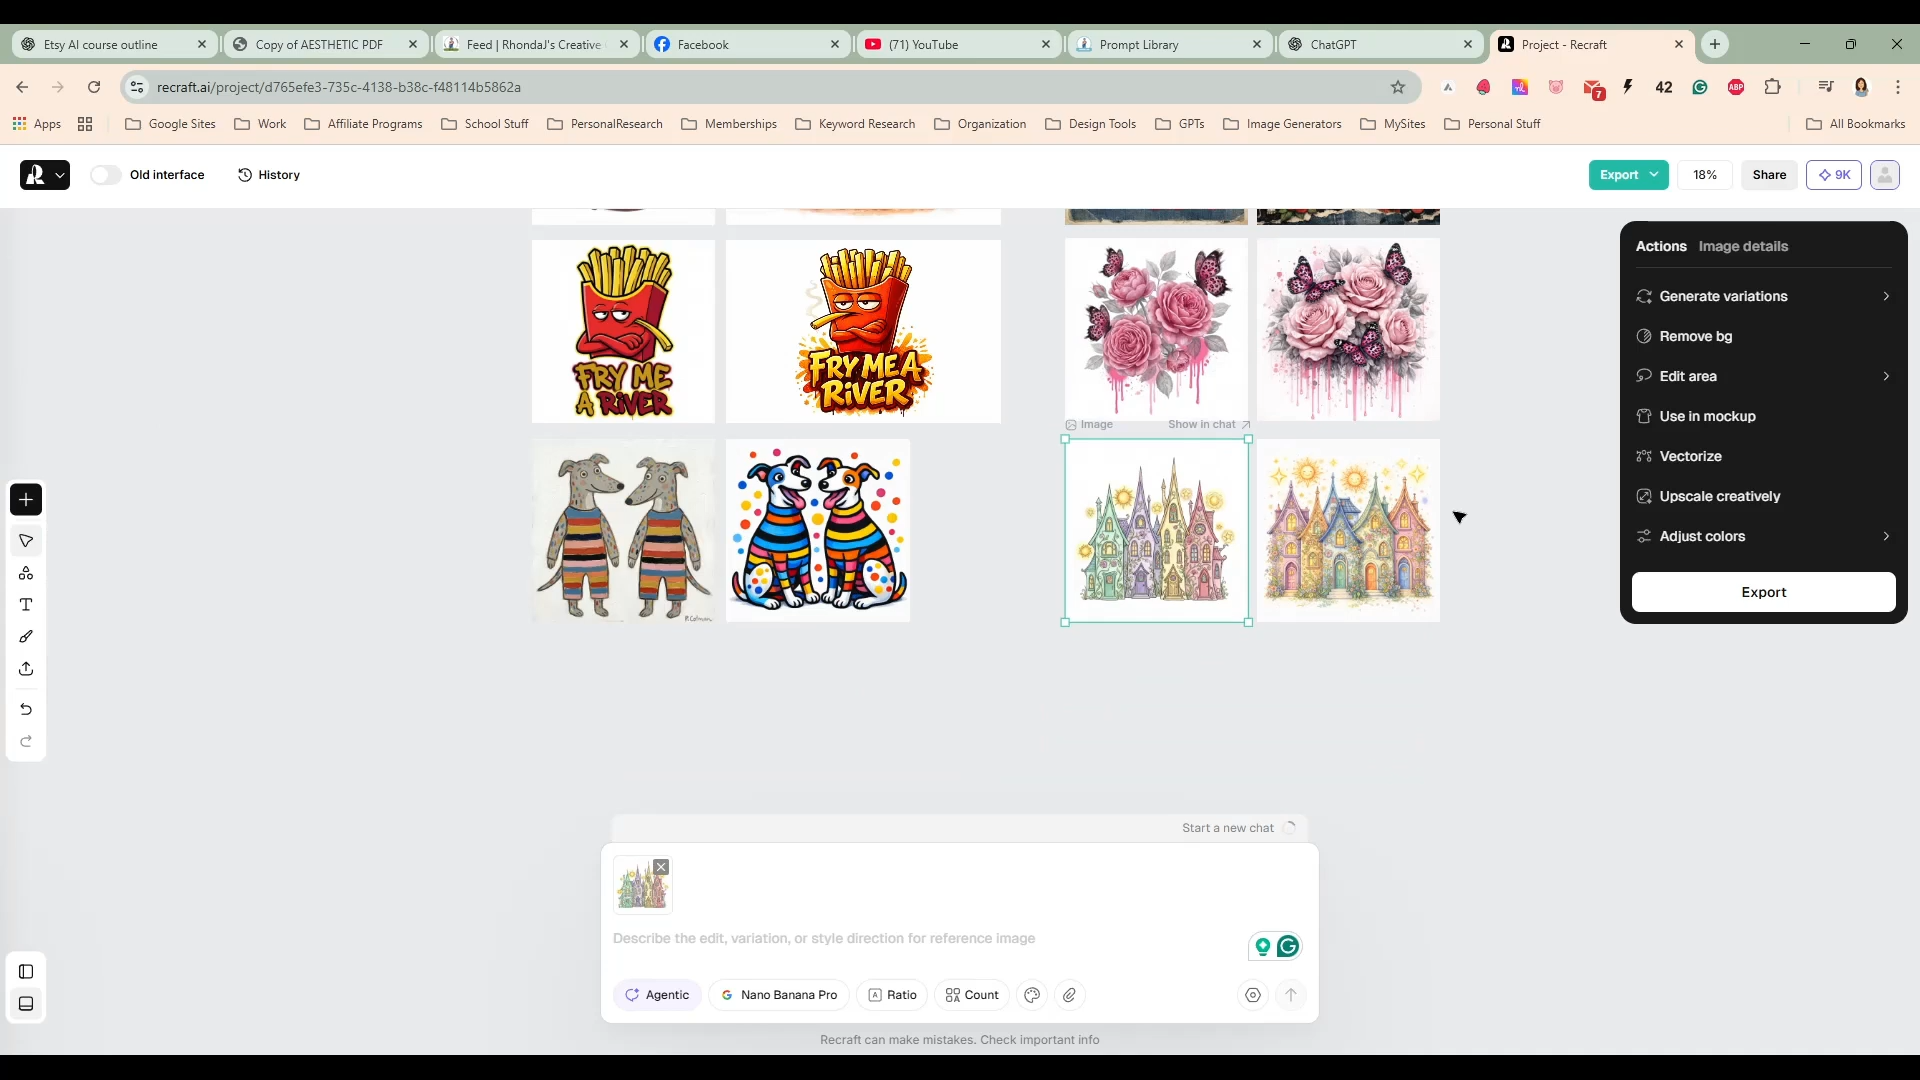 Etsy AI course outline
Copy of AESTHETIC PDF
Feed | RhondaJ's Creative
Facebook
(71) YouTube
Prompt Library
ChatGPT
Project - Recraft
recraft.ai/project/d765efe3-735c-4138-b38c-f48114b5862a
7
42
ABP
Apps
Google Sites
Work
Affiliate Programs
School Stuff
PersonalResearch
Memberships
Keyword Research
Organization
Design Tools
GPTs
Image Generators
MySites
Personal Stuff
All Bookmarks
Old interface
History
Export
18%
Share
9K
Actions
Image details
Generate variations
Remove bg
Edit area
Use in mockup
Vectorize
Upscale creatively
Adjust colors
Export
FRY ME
A RIVER
FRY ME A
RIVER
Image
Show in chat
Start a new chat
Describe the edit, variation, or style direction for reference image
Agentic
Nano Banana Pro
Ratio
Count
Recraft can make mistakes. Check important info